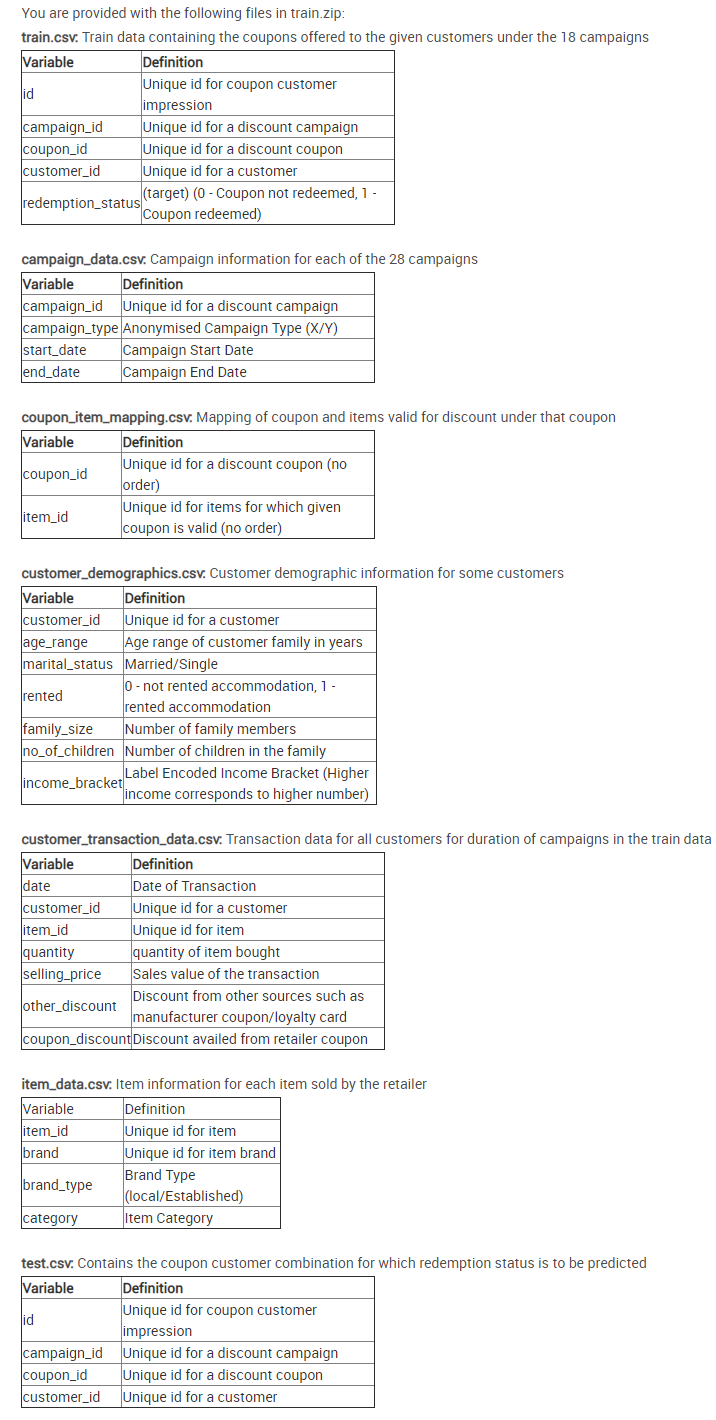 You are provided with the following files in train.zip:
train.csv: Train data containing the coupons offered to the given customers under the 18 campaigns
Variable Definition
id Unique id for coupon customer
impression
campaign_id Unique id for a discount campaign
coupon_id Unique id for a discount coupon
customer_id Unique id for a customer
redemption_status (target) (0 - Coupon not redeemed, 1 -
Coupon redeemed)
campaign_data.csv: Campaign information for each of the 28 campaigns
Variable Definition
campaign_id Unique id for a discount campaign
campaign_type Anonymised Campaign Type (X/Y)
start_date Campaign Start Date
end_date Campaign End Date
coupon_item_mapping.csv: Mapping of coupon and items valid for discount under that coupon
Variable Definition
coupon_id Unique id for a discount coupon (no
order)
item_id Unique id for items for which given
coupon is valid (no order)
customer_demographics.csv: Customer demographic information for some customers
Variable Definition
customer_id Unique id for a customer
age_range Age range of customer family in years
marital_status Married/Single
rented 0 - not rented accommodation, 1 -
rented accommodation
family_size Number of family members
no_of_children Number of children in the family
income_bracket Label Encoded Income Bracket (Higher
income corresponds to higher number)
customer_transaction_data.csv: Transaction data for all customers for duration of campaigns in the train data
Variable Definition
date Date of Transaction
customer_id Unique id for a customer
item_id Unique id for item
quantity quantity of item bought
selling_price Sales value of the transaction
other_discount Discount from other sources such as
manufacturer coupon/loyalty card
coupon_discount Discount availed from retailer coupon
item_data.csv: Item information for each item sold by the retailer
Variable Definition
item_id Unique id for item
brand Unique id for item brand
brand_type Brand Type
(local/Established)
category Item Category
test.csv: Contains the coupon customer combination for which redemption status is to be predicted
Variable Definition
id Unique id for coupon customer
impression
campaign_id Unique id for a discount campaign
coupon_id Unique id for a discount coupon
customer_id Unique id for a customer